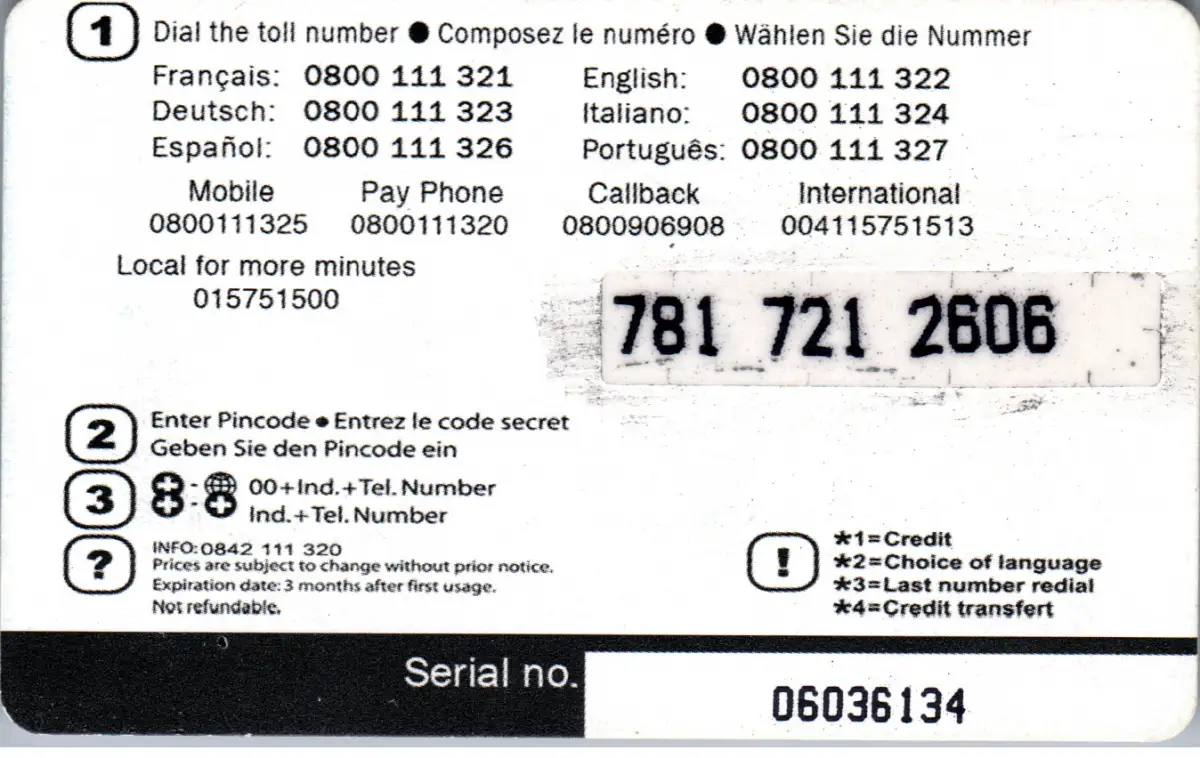 1 Dial the toll number ● Composez le numéro ● Wählen Sie die Nummer
Français: 0800 111 321 English: 0800 111 322
Deutsch: 0800 111 323 Italiano: 0800 111 324
Español: 0800 111 326 Português: 0800 111 327
Mobile Pay Phone Callback International
0800111325 0800111320 0800906908 004115751513
Local for more minutes
015751500
781 721 2606
2 Enter Pincode ● Entrez le code secret
Geben Sie den Pincode ein
3 00+Ind.+Tel. Number
Ind.+Tel. Number
? INFO: 0842 111 320
Prices are subject to change without prior notice.
Expiration date: 3 months after first usage.
Not refundable.
! *1=Credit
*2=Choice of language
*3=Last number redial
*4=Credit transfert
Serial no. 06036134